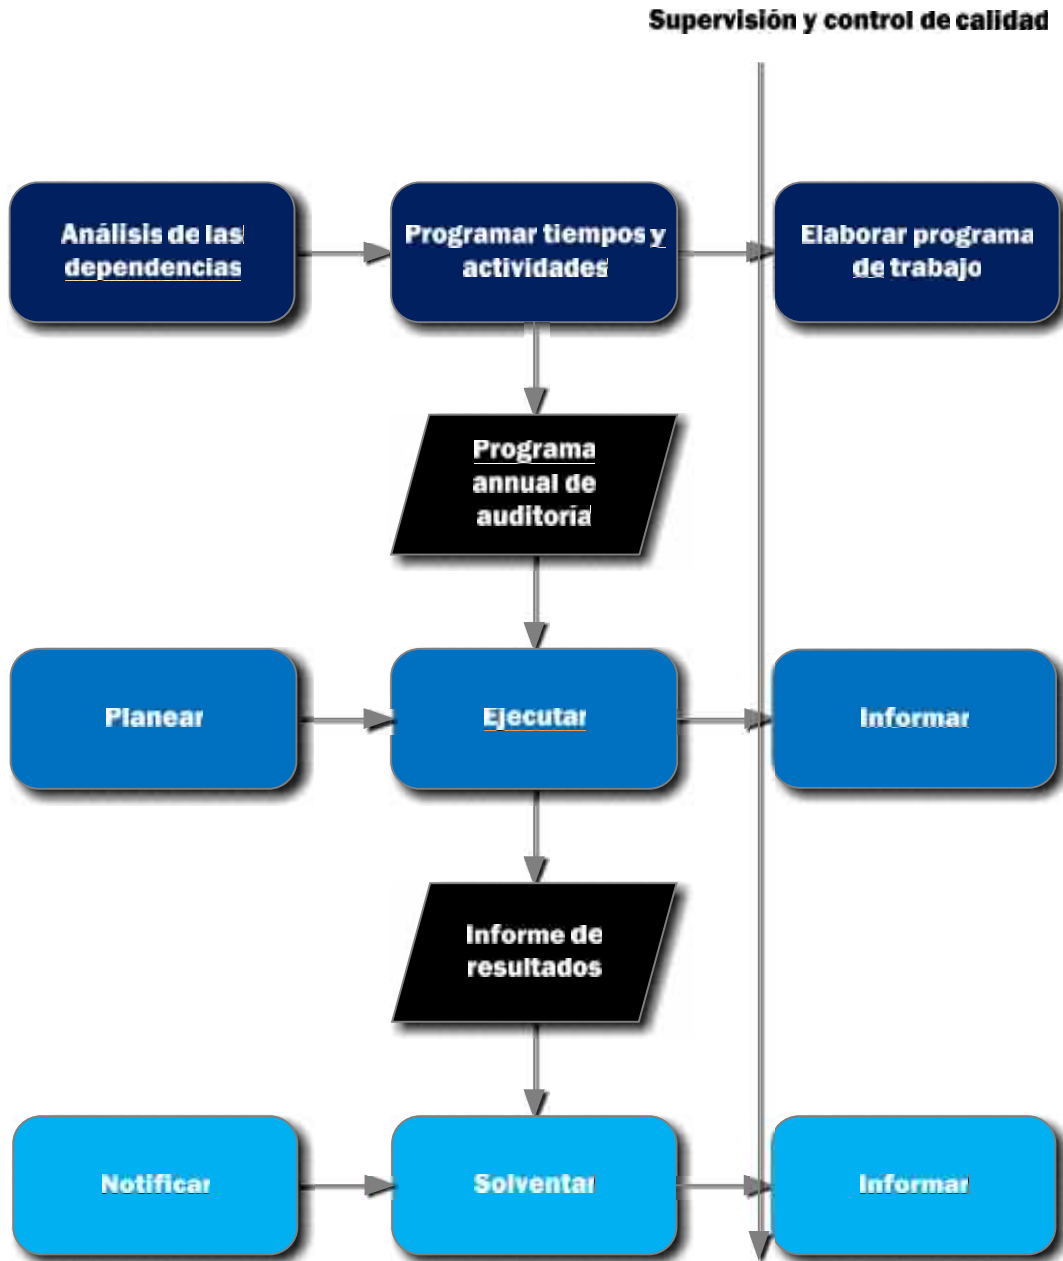 Supervisión y control de calidad
Análisis de las
dependencias
Programar tiempos y
actividades
Elaborar programa
de trabajo
Programa
annual de
auditoría
Planear
Ejecutar
Informar
Informe de
resultados
Notificar
Solventar
Informar